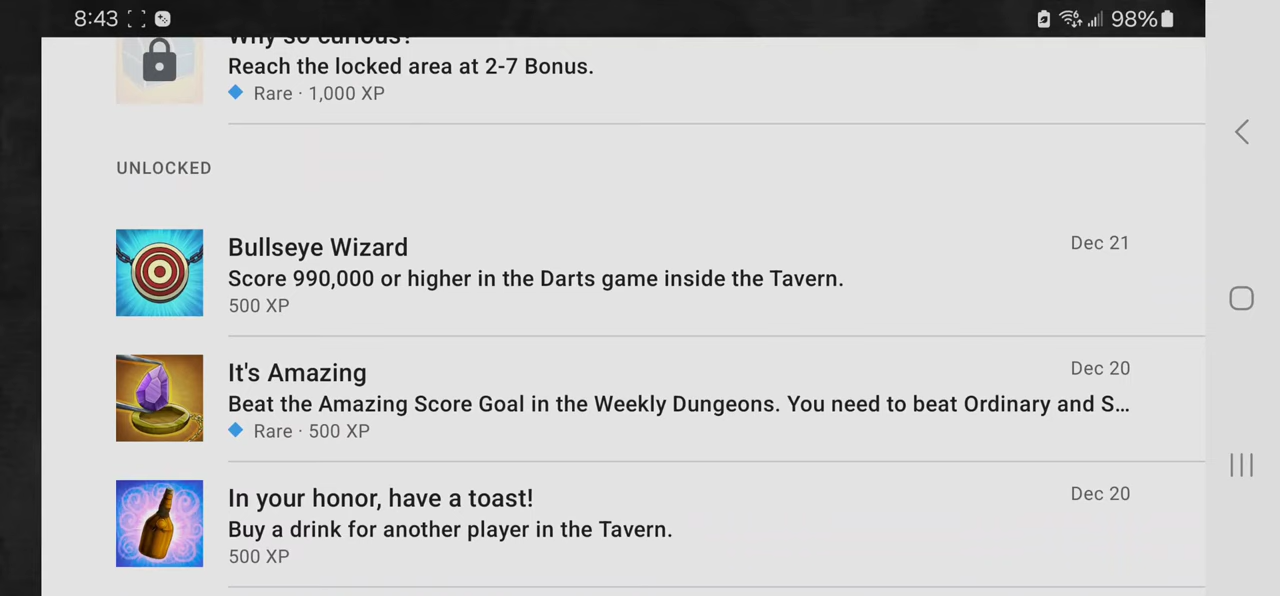 8:43 98%
Why so curious?
Reach the locked area at 2-7 Bonus.
Rare · 1,000 XP
UNLOCKED
Bullseye Wizard Dec 21
Score 990,000 or higher in the Darts game inside the Tavern.
500 XP
It's Amazing Dec 20
Beat the Amazing Score Goal in the Weekly Dungeons. You need to beat Ordinary and S...
Rare · 500 XP
In your honor, have a toast! Dec 20
Buy a drink for another player in the Tavern.
500 XP